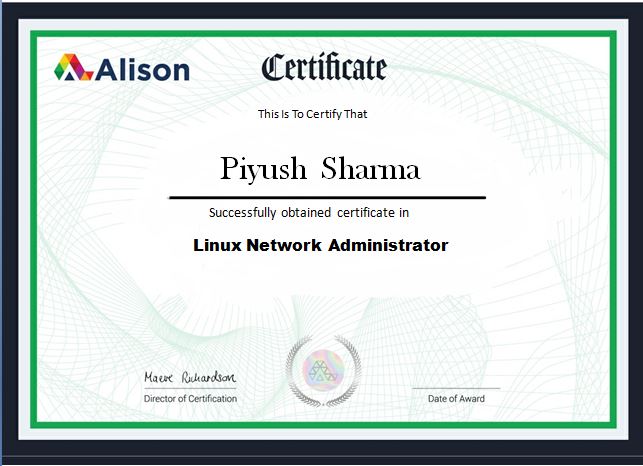 Alison
Certificate
This Is To Certify That
Piyush Sharma
Successfully obtained certificate in
Linux Network Administrator
Maeve Richardson
Director of Certification
Date of Award